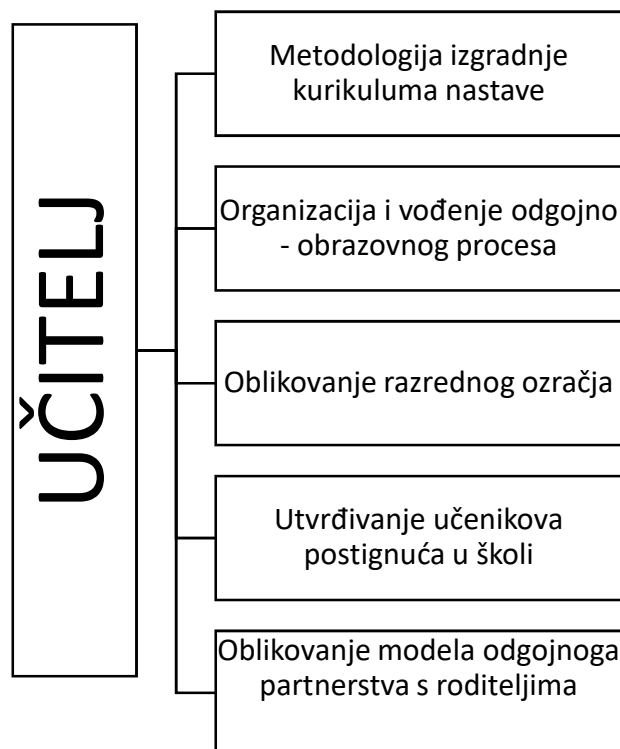 UČITELJ
Metodologija izgradnje
kurikuluma nastave
Organizacija i vođenje odgojno
- obrazovnog procesa
Oblikovanje razrednog ozračja
Utvrđivanje učenikova
postignuća u školi
Oblikovanje modela odgojnoga
partnerstva s roditeljima